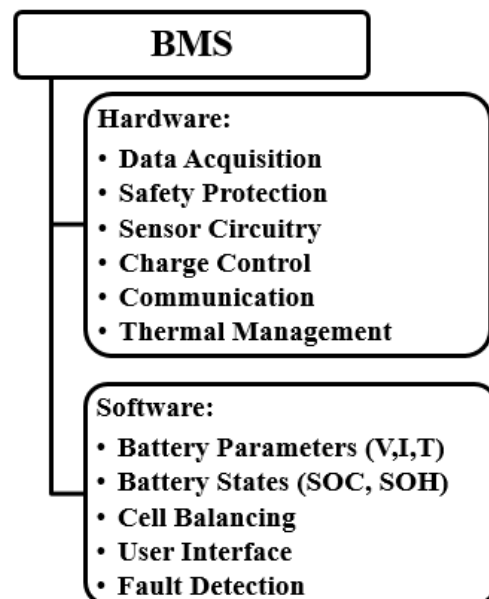 BMS
Hardware:
• Data Acquisition
• Safety Protection
• Sensor Circuitry
• Charge Control
• Communication
• Thermal Management
Software:
• Battery Parameters (V,I,T)
• Battery States (SOC, SOH)
• Cell Balancing
• User Interface
• Fault Detection